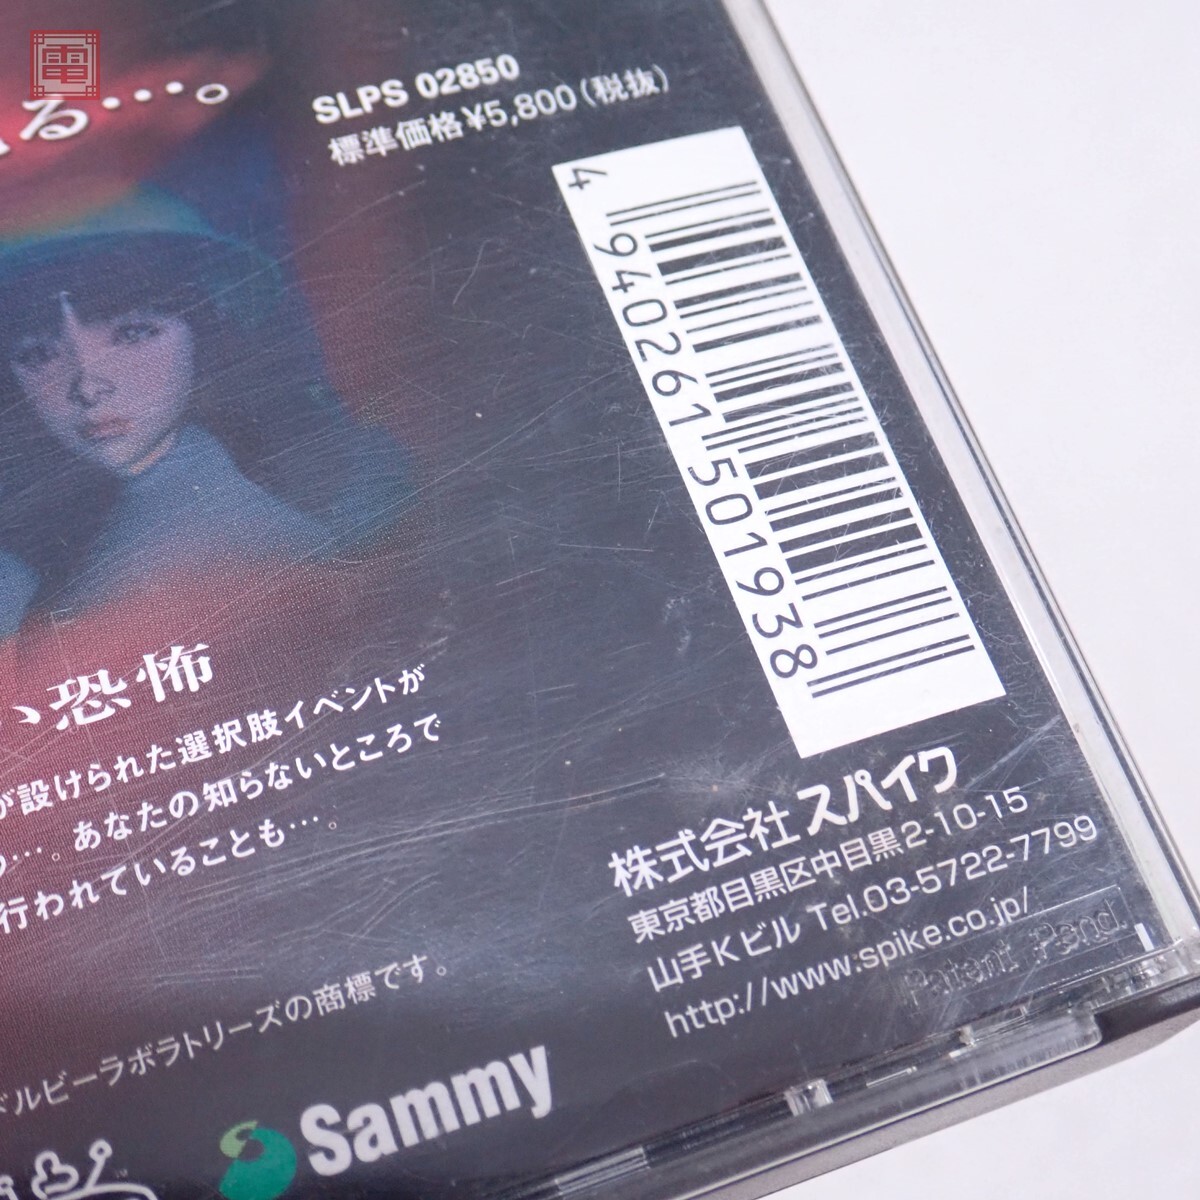 電
る…。
SLPS 02850
標準価格¥5,800(税抜)
4 940261 501938
い恐怖
が設けられた選択肢イベントが
…。あなたの知らないところで
行われていることも…。
ドルビーラボラトリーズの商標です。
Sammy
株式会社スパイク
東京都目黒区中目黒2-10-15
山手Kビル Tel.03-5722-7799
http://www.spike.co.jp/
Patent Pend.